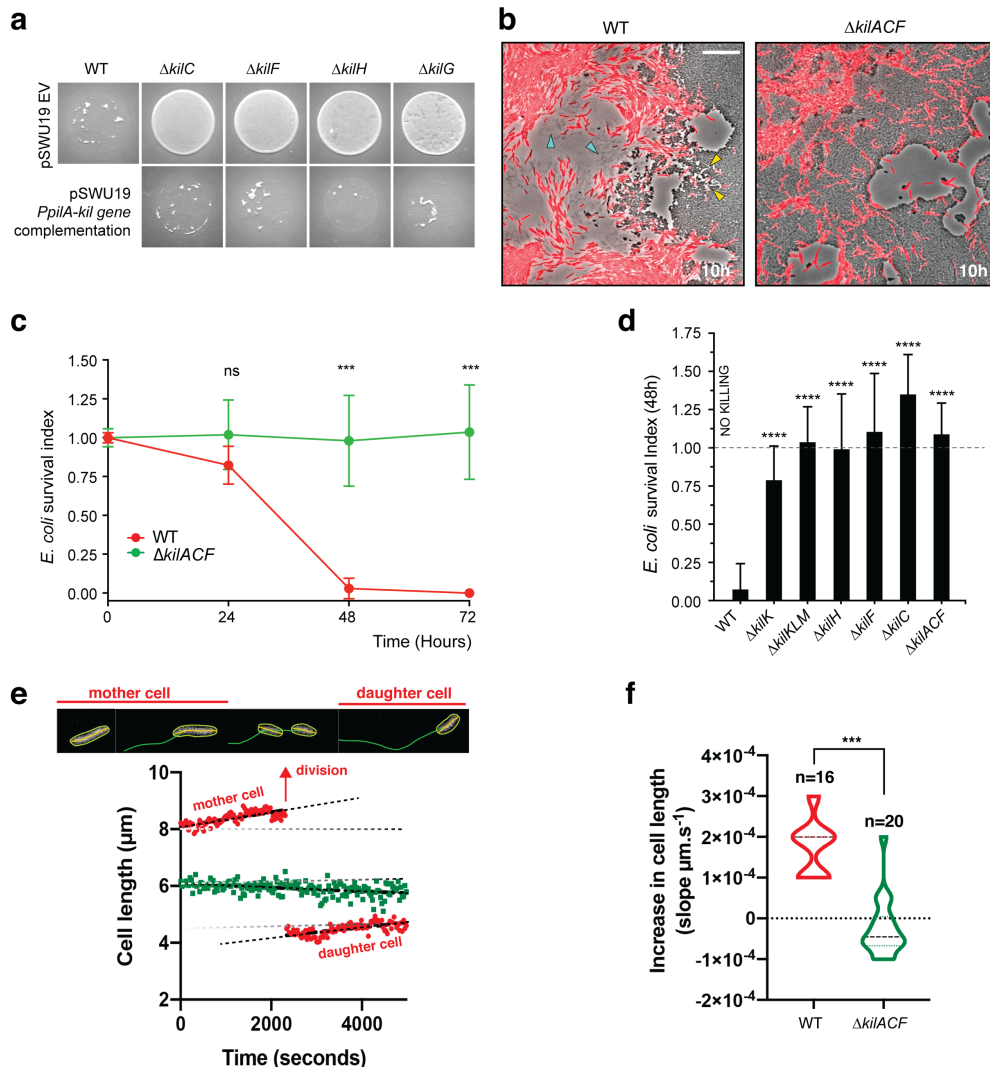 a
WT
ΔkilC
ΔkilF
ΔkilH
ΔkilG
pSWU19 EV
pSWU19
PpilA-kil gene
complementation
b
WT
ΔkilACF
10h
10h
c
E. coli survival index
1.50
1.25
1.00
0.75
0.50
0.25
0.00
ns
***
***
WT
ΔkilACF
0
24
48
72
Time (Hours)
d
E. coli survival Index (48h)
1.75
1.50
1.25
1.00
0.75
0.50
0.25
0.00
NO KILLING
****
****
****
****
****
****
WT
ΔkilK
ΔkilKLM
ΔkilH
ΔkilF
ΔkilC
ΔkilACF
e
mother cell
daughter cell
Cell length (μm)
10
8
6
4
2
mother cell
division
daughter cell
0
2000
4000
Time (seconds)
f
Increase in cell length
(slope μm.s⁻¹)
4×10⁻⁴
3×10⁻⁴
2×10⁻⁴
1×10⁻⁴
0
-1×10⁻⁴
-2×10⁻⁴
***
n=16
n=20
WT
ΔkilACF